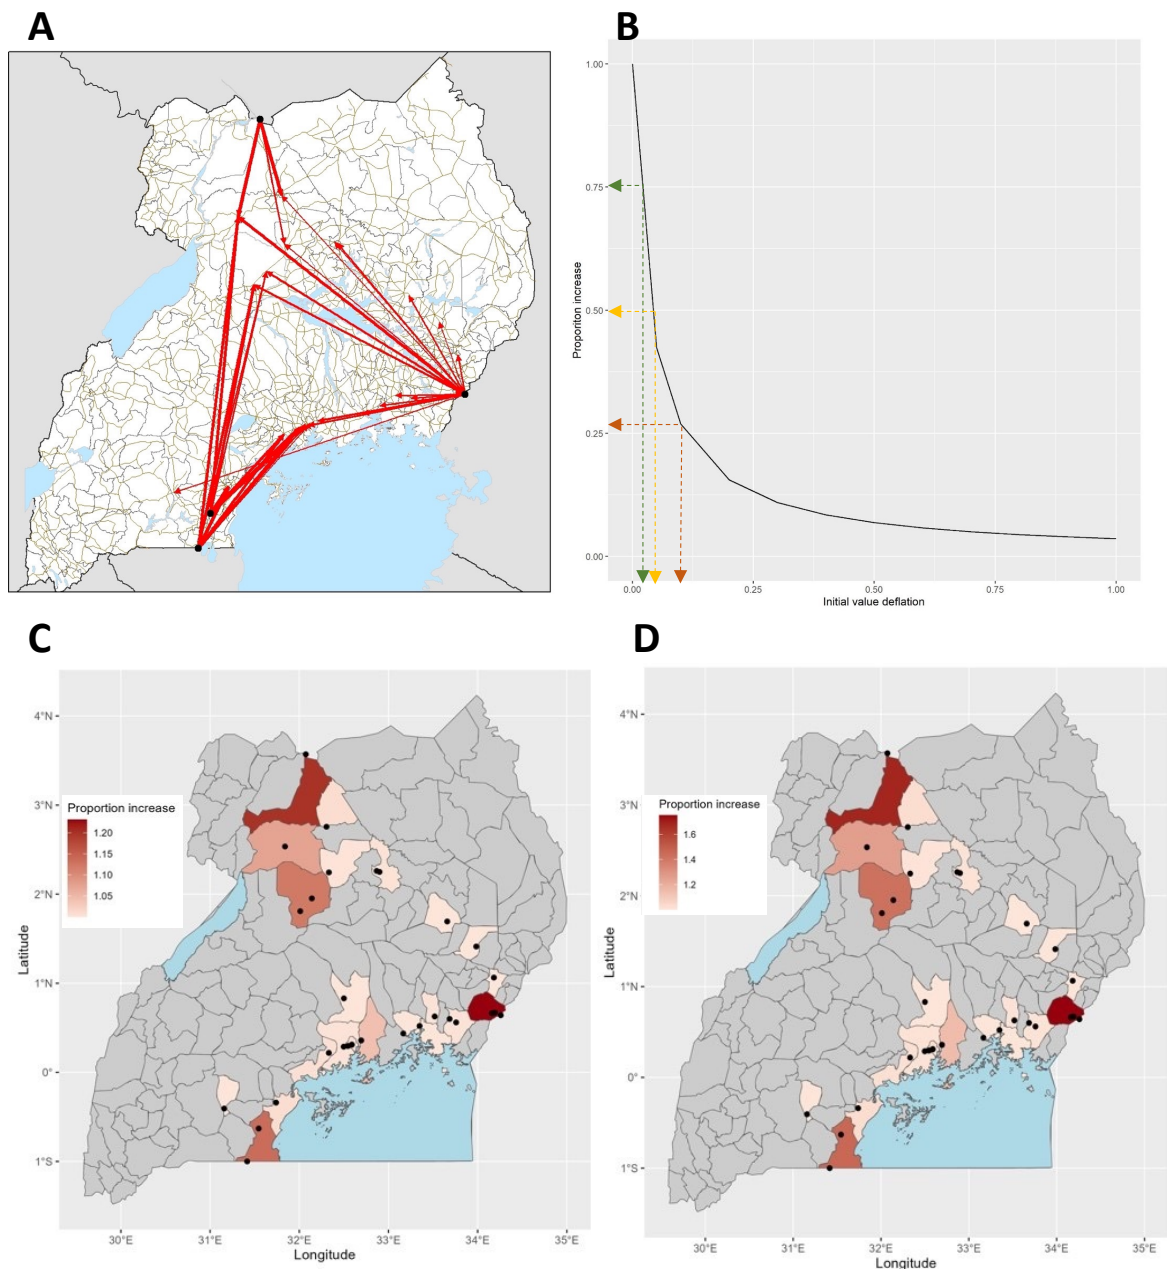 A
B
1.00
0.75
0.50
0.25
0.00
Proporiton increase
0.00
0.25
0.50
0.75
1.00
Initial value deflation
C
D
4°N
3°N
2°N
1°N
0°
1°S
Latitude
Proportion increase
1.20
1.15
1.10
1.05
30°E
31°E
32°E
33°E
34°E
35°E
Longitude
4°N
3°N
2°N
1°N
0°
1°S
Latitude
Proportion increase
1.6
1.4
1.2
30°E
31°E
32°E
33°E
34°E
35°E
Longitude